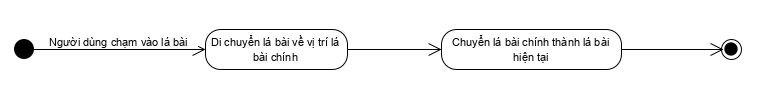 Người dùng chạm vào lá bài
Di chuyển lá bài về vị trí lá
bài chính
Chuyển lá bài chính thành lá bài
hiện tại